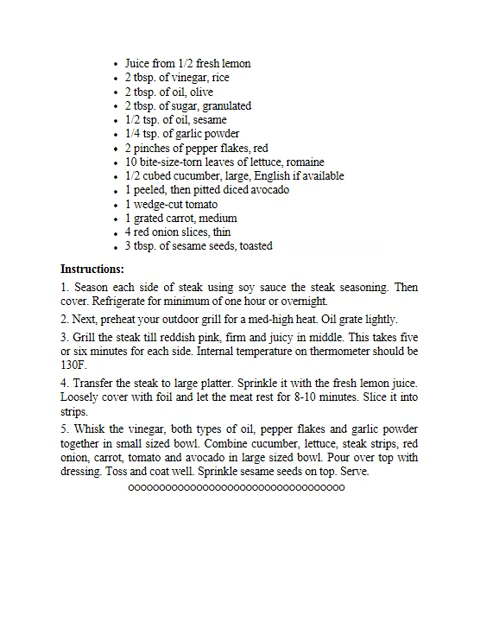 • Juice from 1/2 fresh lemon
• 2 tbsp. of vinegar, rice
• 2 tbsp. of oil, olive
• 2 tbsp. of sugar, granulated
• 1/2 tsp. of oil, sesame
• 1/4 tsp. of garlic powder
• 2 pinches of pepper flakes, red
• 10 bite-size-torn leaves of lettuce, romaine
• 1/2 cubed cucumber, large, English if available
• 1 peeled, then pitted diced avocado
• 1 wedge-cut tomato
• 1 grated carrot, medium
• 4 red onion slices, thin
• 3 tbsp. of sesame seeds, toasted
Instructions:
1. Season each side of steak using soy sauce the steak seasoning. Then
cover. Refrigerate for minimum of one hour or overnight.
2. Next, preheat your outdoor grill for a med-high heat. Oil grate lightly.
3. Grill the steak till reddish pink, firm and juicy in middle. This takes five
or six minutes for each side. Internal temperature on thermometer should be
130F.
4. Transfer the steak to large platter. Sprinkle it with the fresh lemon juice.
Loosely cover with foil and let the meat rest for 8-10 minutes. Slice it into
strips.
5. Whisk the vinegar, both types of oil, pepper flakes and garlic powder
together in small sized bowl. Combine cucumber, lettuce, steak strips, red
onion, carrot, tomato and avocado in large sized bowl. Pour over top with
dressing. Toss and coat well. Sprinkle sesame seeds on top. Serve.
ooooooooooooooooooooooooooooooooooo